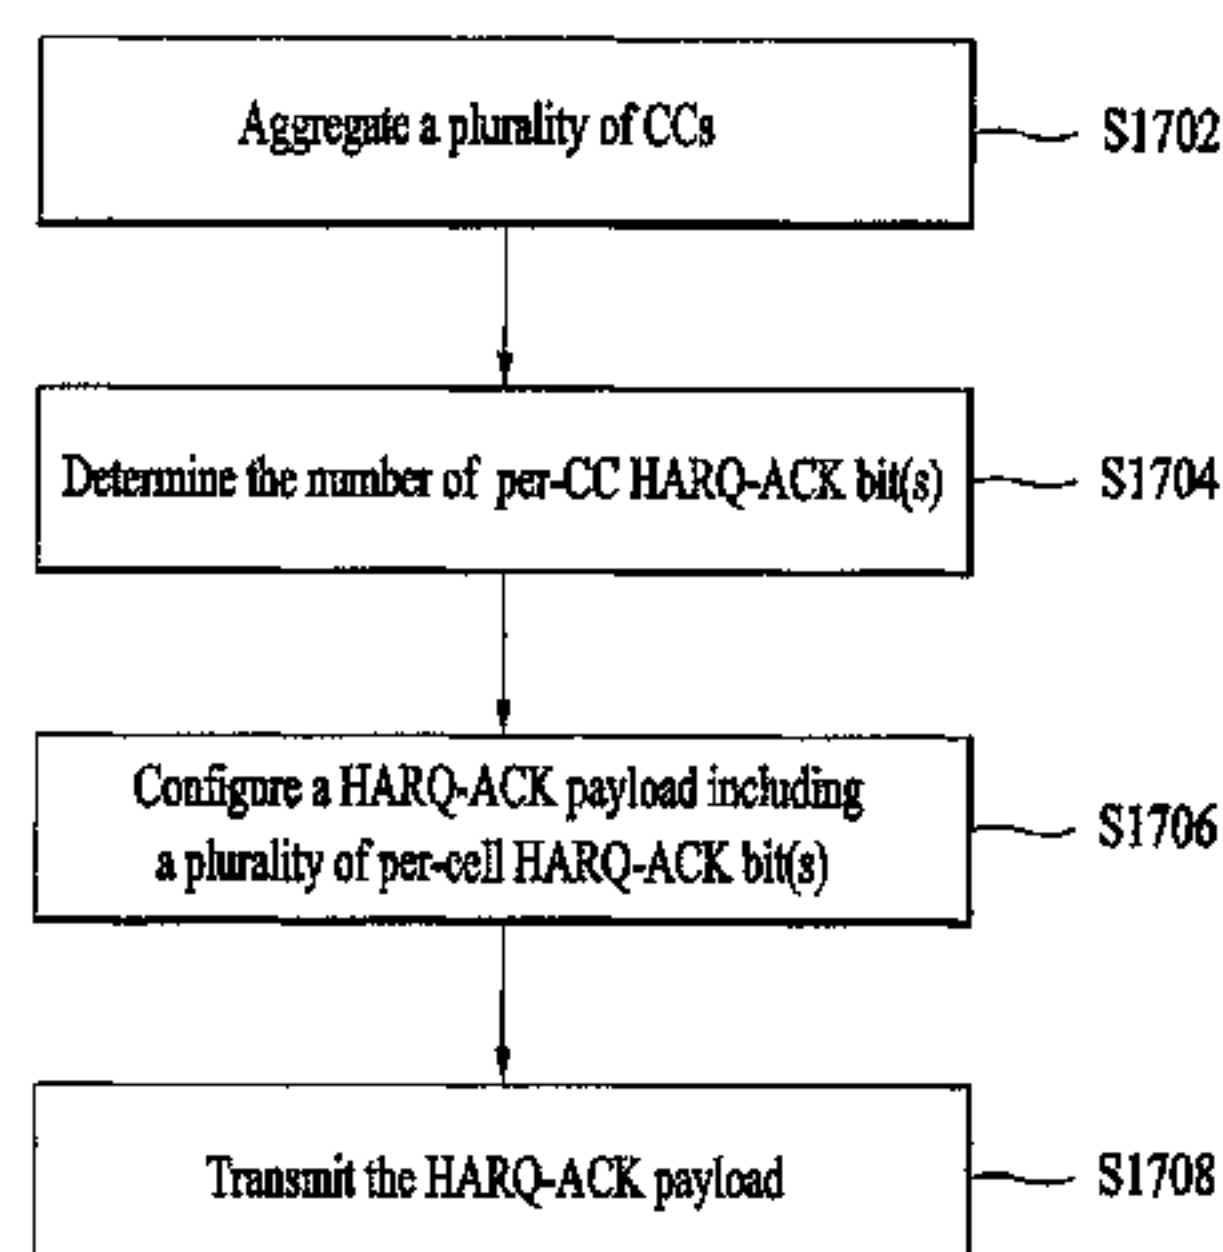 Aggregate a plurality of CCs
S1702
Determine the number of per-CC HARQ-ACK bit(s)
S1704
Configure a HARQ-ACK payload including
a plurality of per-cell HARQ-ACK bit(s)
S1706
Transmit the HARQ-ACK payload
S1708